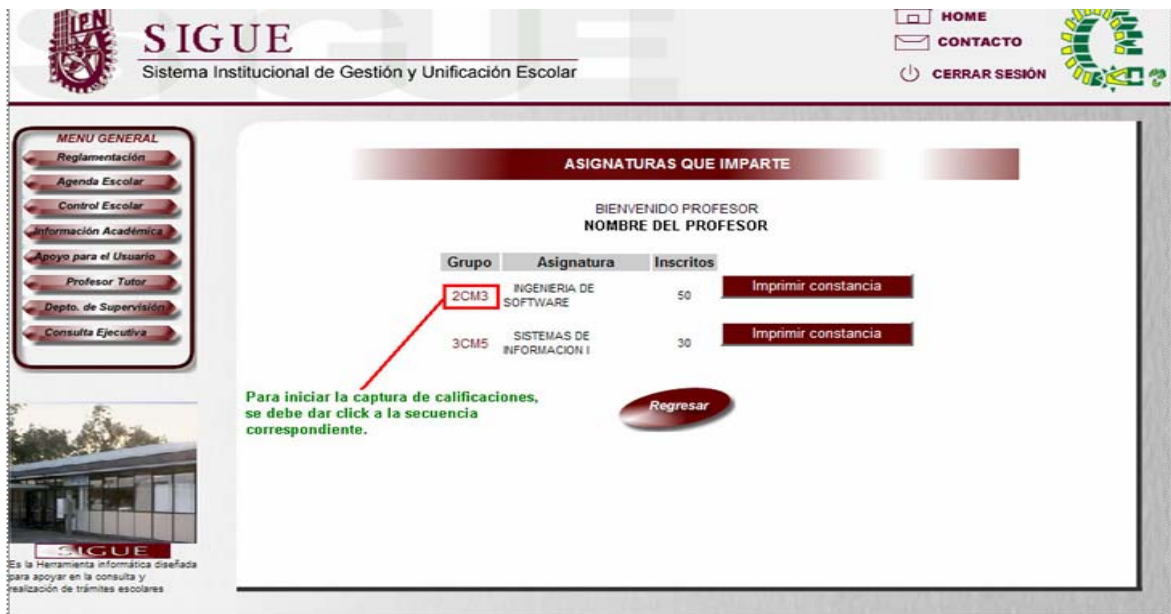 IPN
SIGUE
Sistema Institucional de Gestión y Unificación Escolar
HOME
CONTACTO
CERRAR SESIÓN
MENU GENERAL
Reglamentación
Agenda Escolar
Control Escolar
Información Académica
Apoyo para el Usuario
Profesor Tutor
Depto. de Supervisión
Consulta Ejecutiva
SIGUE
Es la Herramienta informática diseñada
para apoyar en la consulta y
realización de trámites escolares
ASIGNATURAS QUE IMPARTE
BIENVENIDO PROFESOR
NOMBRE DEL PROFESOR
Grupo Asignatura Inscritos
2CM3 INGENIERIA DE SOFTWARE 50 Imprimir constancia
3CM5 SISTEMAS DE INFORMACION I 30 Imprimir constancia
Para iniciar la captura de calificaciones,
se debe dar click a la secuencia
correspondiente.
Regresar